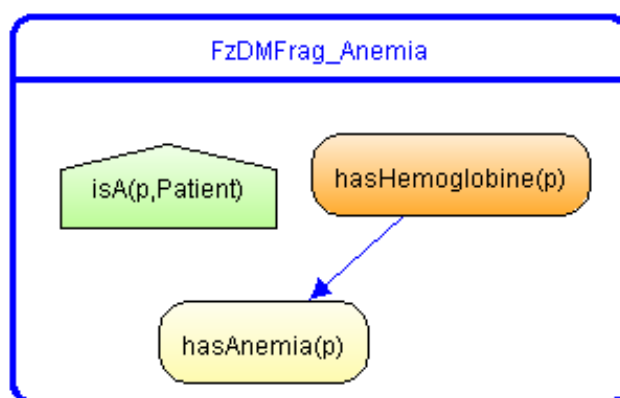 FzDMFrag_Anemia
isA(p,Patient)
hasHemoglobine(p)
hasAnemia(p)